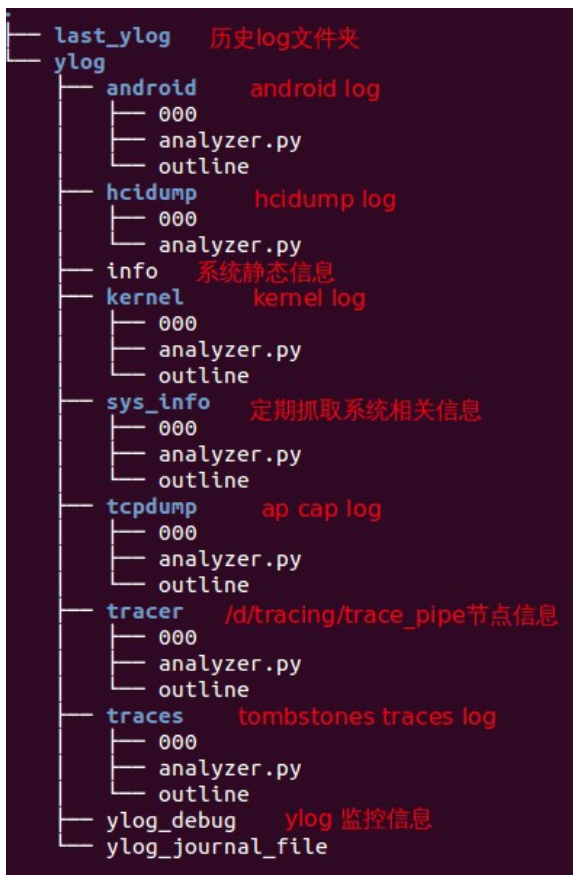 .
├── last_ylog 历史log文件夹
└── ylog
    ├── android android log
    │   ├── 000
    │   ├── analyzer.py
    │   └── outline
    ├── hcidump hcidump log
    │   ├── 000
    │   └── analyzer.py
    ├── info 系统静态信息
    ├── kernel kernel log
    │   ├── 000
    │   ├── analyzer.py
    │   └── outline
    ├── sys_info 定期抓取系统相关信息
    │   ├── 000
    │   ├── analyzer.py
    │   └── outline
    ├── tcpdump ap cap log
    │   ├── 000
    │   ├── analyzer.py
    │   └── outline
    ├── tracer /d/tracing/trace_pipe节点信息
    │   ├── 000
    │   ├── analyzer.py
    │   └── outline
    ├── traces tombstones traces log
    │   ├── 000
    │   ├── analyzer.py
    │   └── outline
    ├── ylog_debug ylog 监控信息
    └── ylog_journal_file